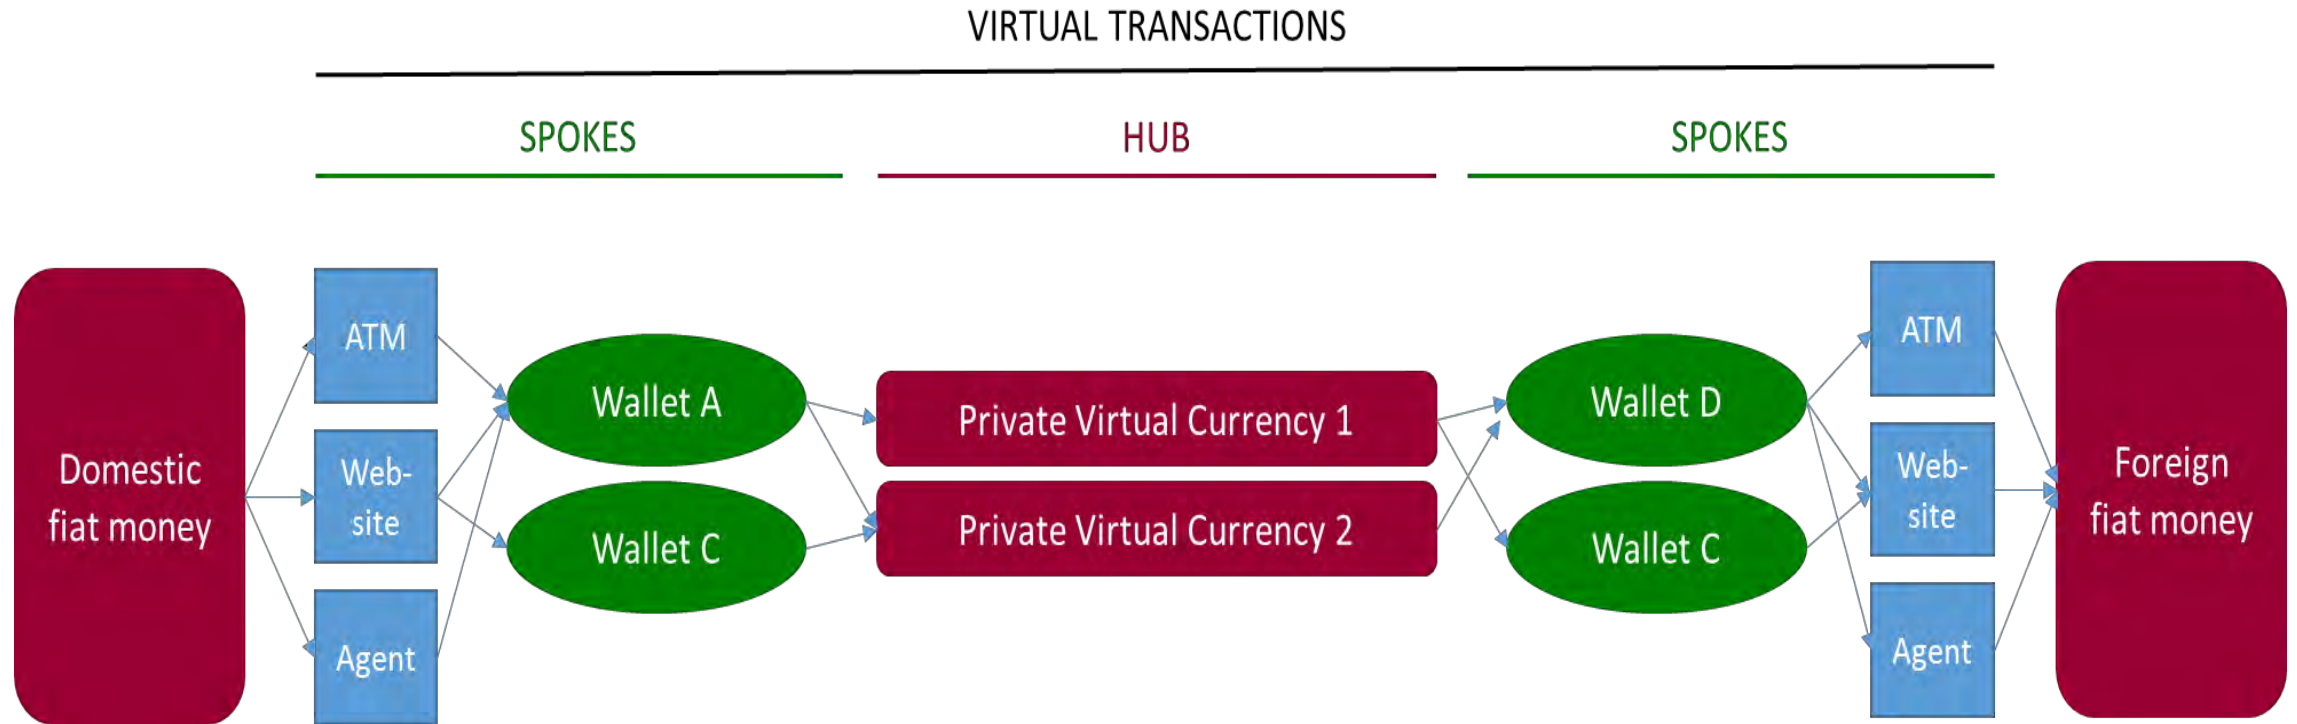 VIRTUAL TRANSACTIONS
SPOKES
HUB
SPOKES
Domestic
fiat money
ATM
Web-
site
Agent
Wallet A
Wallet C
Private Virtual Currency 1
Private Virtual Currency 2
Wallet D
Wallet C
ATM
Web-
site
Agent
Foreign
fiat money